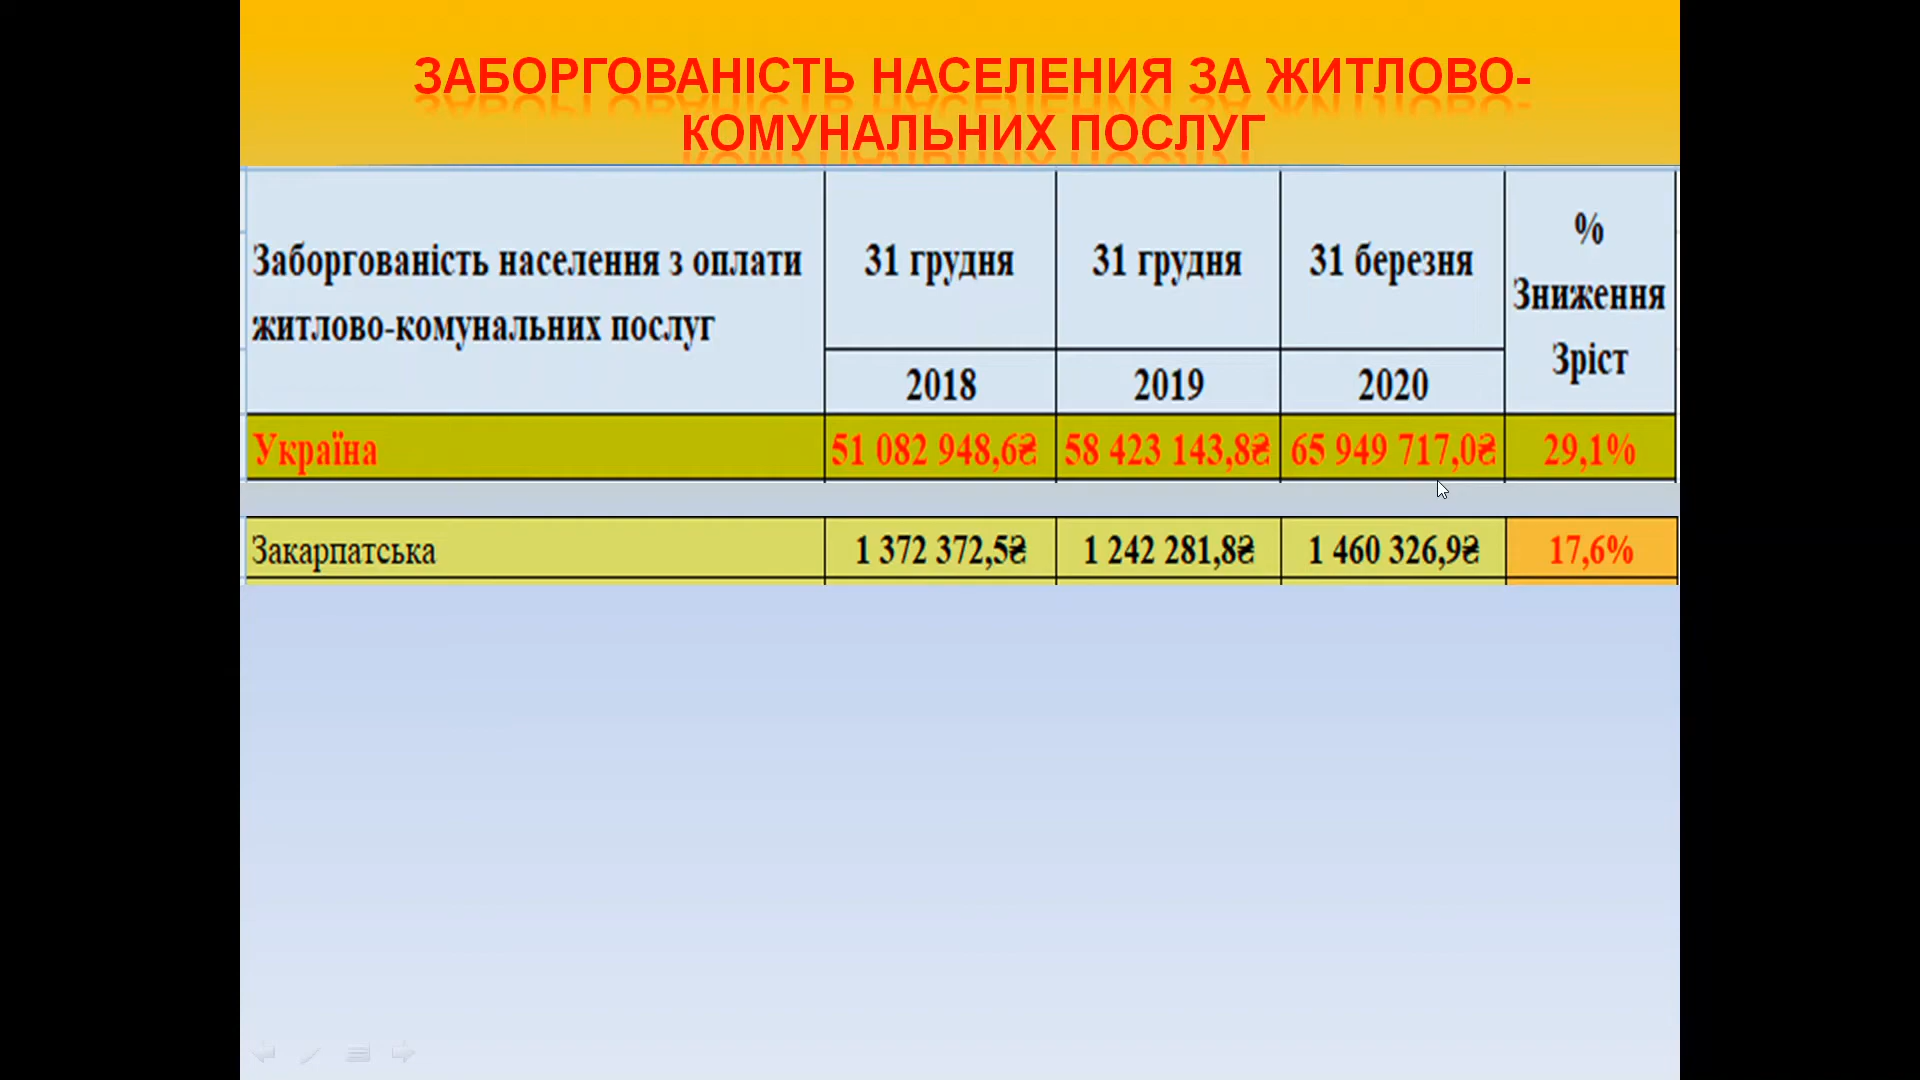 ЗАБОРГОВАНІСТЬ НАСЕЛЕНИЯ ЗА ЖИТЛОВО-
КОМУНАЛЬНИХ ПОСЛУГ
Заборгованість населення з оплати
житлово-комунальних послуг
31 грудня
31 грудня
31 березня
%
Зниження
Зріст
2018
2019
2020
Україна 51 082 948,6₴ 58 423 143,8₴ 65 949 717,0₴ 29,1%
Закарпатська 1 372 372,5₴ 1 242 281,8₴ 1 460 326,9₴ 17,6%